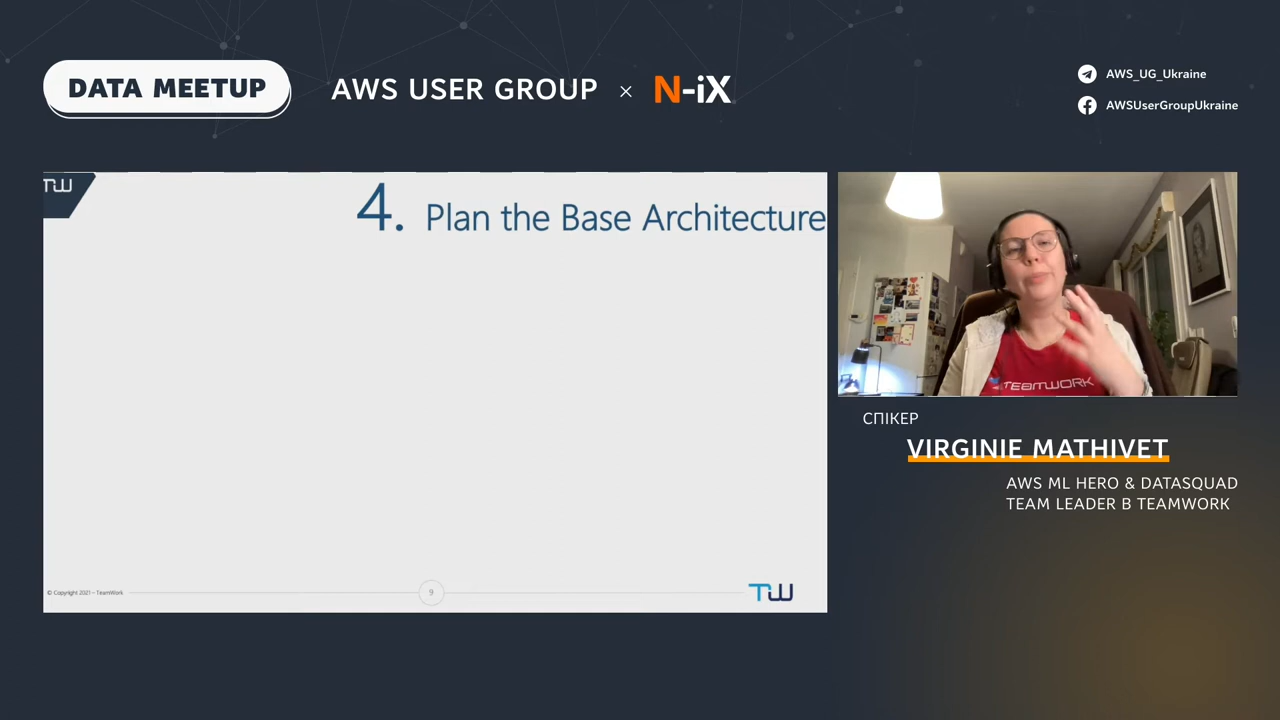 DATA MEETUP
AWS USER GROUP × N-iX
AWS_UG_Ukraine
AWSUserGroupUkraine
TW
4. Plan the Base Architecture
© Copyright 2021 – TeamWork
9
TW
TEAMWORK
СПІКЕР
VIRGINIE MATHIVET
AWS ML HERO & DATASQUAD
TEAM LEADER В TEAMWORK